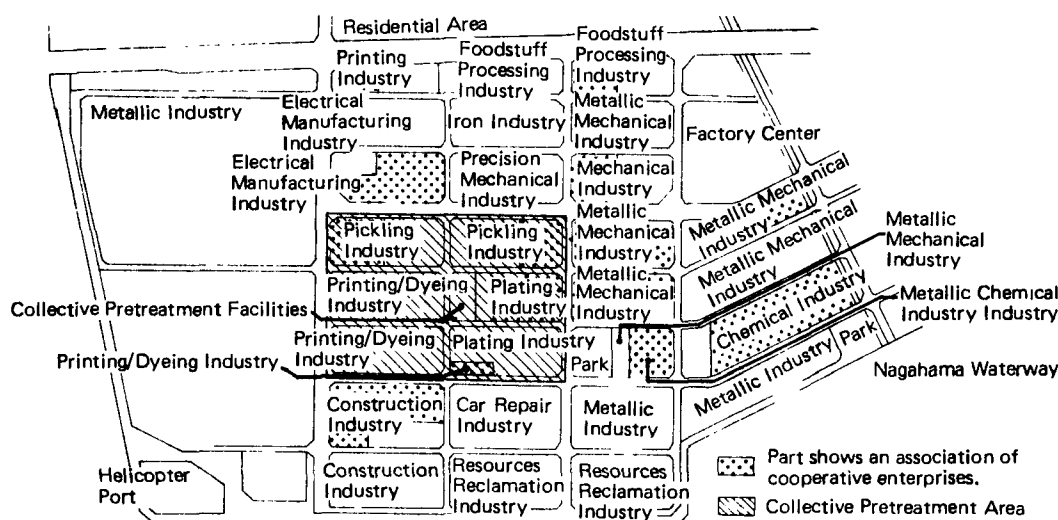 Residential Area
Printing
Industry
Foodstuff
Processing
Industry
Foodstuff
Processing
Industry
Metallic Industry
Electrical
Manufacturing
Industry
Iron Industry
Metallic
Mechanical
Industry
Factory Center
Electrical
Manufacturing
Industry
Precision
Mechanical
Industry
Mechanical
Industry
Metallic Mechanical
Industry
Pickling
Industry
Pickling
Industry
Metallic
Mechanical
Industry
Metallic Mechanical
Industry
Metallic
Mechanical
Industry
Printing/Dyeing
Industry
Plating
Industry
Metallic
Mechanical
Industry
Collective Pretreatment Facilities
Chemical Industry
Metallic Chemical
Industry Industry
Printing/Dyeing
Industry
Plating Industry
Park
Park
Printing/Dyeing Industry
Metallic Industry
Nagahama Waterway
Construction
Industry
Car Repair
Industry
Metallic
Industry
Helicopter
Port
Construction
Industry
Resources
Reclamation
Industry
Resources
Reclamation
Industry
Part shows an association of
cooperative enterprises.
Collective Pretreatment Area